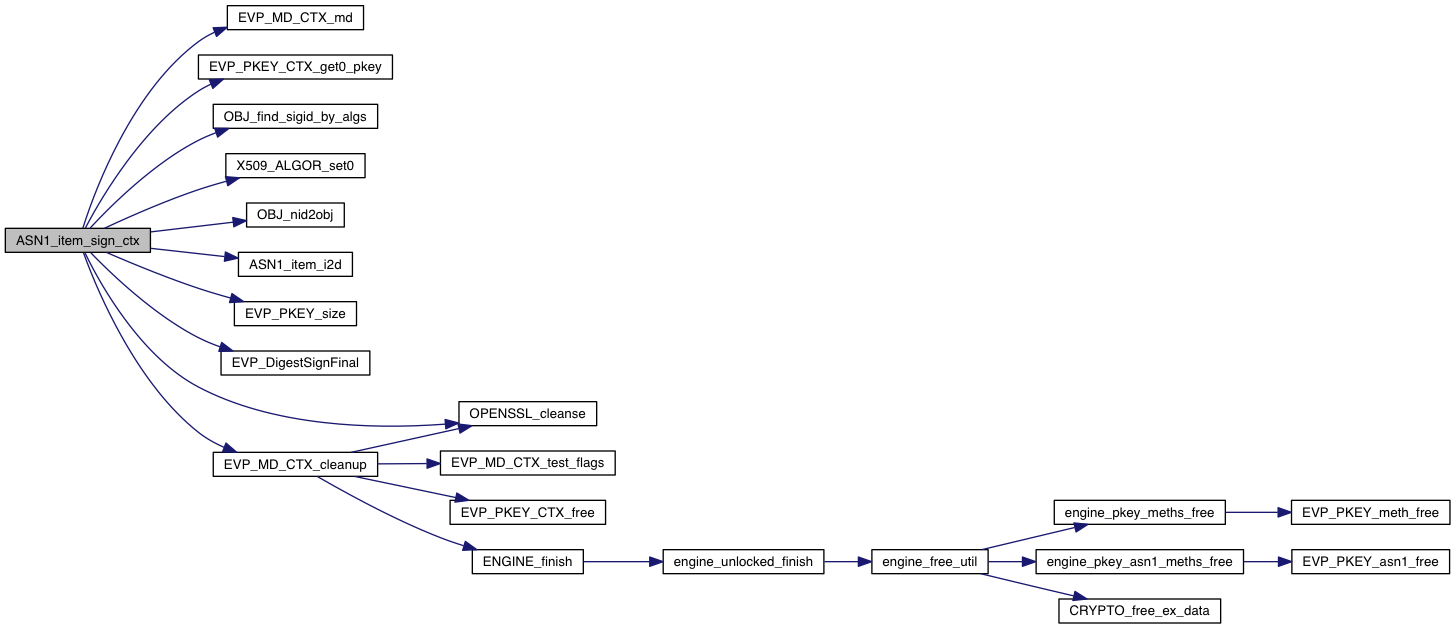 EVP_MD_CTX_md
EVP_PKEY_CTX_get0_pkey
OBJ_find_sigid_by_algs
X509_ALGOR_set0
OBJ_nid2obj
ASN1_item_sign_ctx
ASN1_item_i2d
EVP_PKEY_size
EVP_DigestSignFinal
OPENSSL_cleanse
EVP_MD_CTX_cleanup
EVP_MD_CTX_test_flags
EVP_PKEY_CTX_free
engine_pkey_meths_free
EVP_PKEY_meth_free
ENGINE_finish
engine_unlocked_finish
engine_free_util
engine_pkey_asn1_meths_free
EVP_PKEY_asn1_free
CRYPTO_free_ex_data